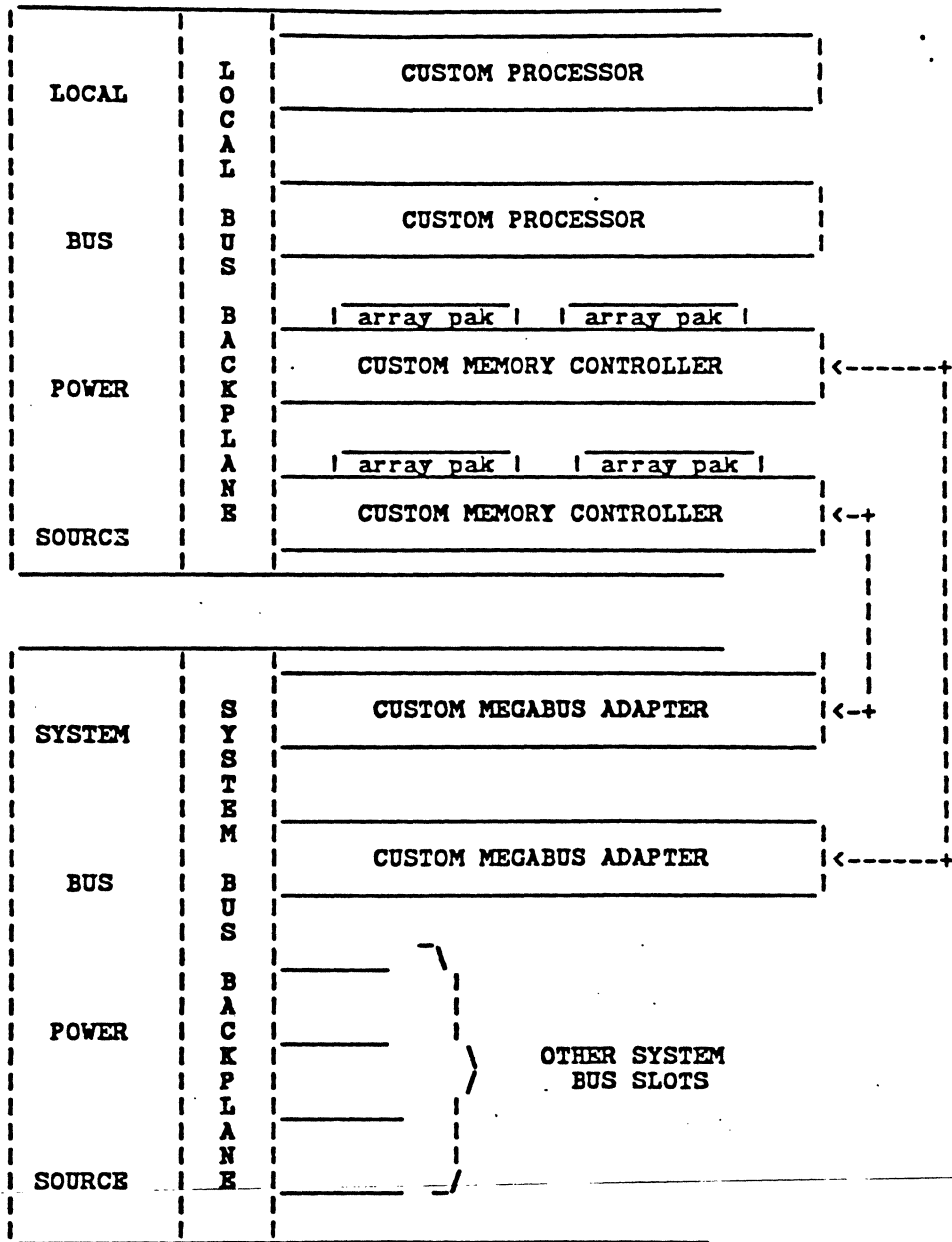 LOCAL
BUS
POWER
SOURCE
LOCAL BUS BACKPLANE
CUSTOM PROCESSOR
CUSTOM PROCESSOR
array pak array pak
CUSTOM MEMORY CONTROLLER
array pak array pak
CUSTOM MEMORY CONTROLLER
SYSTEM
BUS
POWER
SOURCE
SYSTEM BUS BACKPLANE
CUSTOM MEGABUS ADAPTER
CUSTOM MEGABUS ADAPTER
OTHER SYSTEM
BUS SLOTS